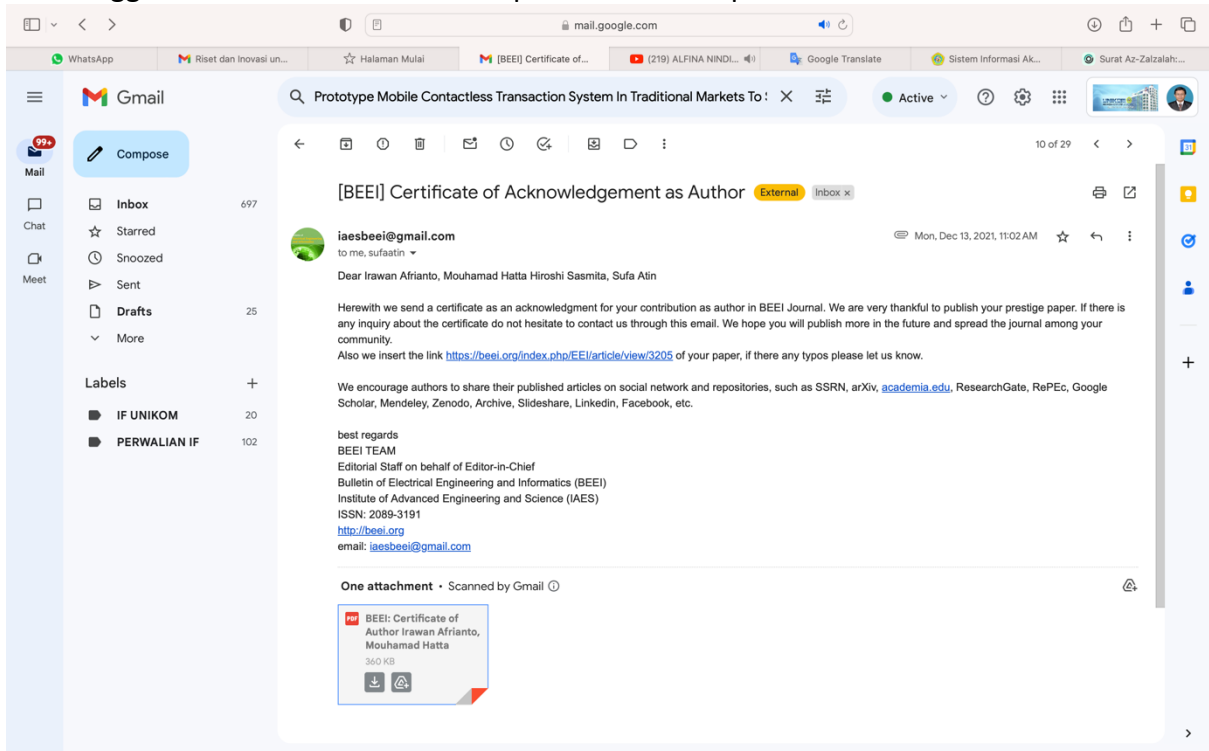 mail.google.com
WhatsApp
Riset dan Inovasi un...
Halaman Mulai
[BEEI] Certificate of...
(219) ALFINA NINDI...
Google Translate
Sistem Informasi Ak...
Surat Az-Zalzalah:...
Gmail
Prototype Mobile Contactless Transaction System In Traditional Markets To
Active
99+
Mail
Chat
Meet
Compose
Inbox 697
Starred
Snoozed
Sent
Drafts 25
More
Labels
IF UNIKOM 20
PERWALIAN IF 102
10 of 29
31
[BEEI] Certificate of Acknowledgement as Author External Inbox x
iaesbeei@gmail.com Mon, Dec 13, 2021, 11:02 AM
to me, sufaatin
Dear Irawan Afrianto, Mouhamad Hatta Hiroshi Sasmita, Sufa Atin
Herewith we send a certificate as an acknowledgment for your contribution as author in BEEI Journal. We are very thankful to publish your prestige paper. If there is
any inquiry about the certificate do not hesitate to contact us through this email. We hope you will publish more in the future and spread the journal among your
community.
Also we insert the link https://beei.org/index.php/EEI/article/view/3205 of your paper, if there any typos please let us know.
We encourage authors to share their published articles on social network and repositories, such as SSRN, arXiv, academia.edu, ResearchGate, RePEc, Google
Scholar, Mendeley, Zenodo, Archive, Slideshare, Linkedin, Facebook, etc.
best regards
BEEI TEAM
Editorial Staff on behalf of Editor-in-Chief
Bulletin of Electrical Engineering and Informatics (BEEI)
Institute of Advanced Engineering and Science (IAES)
ISSN: 2089-3191
http://beei.org
email: iaesbeei@gmail.com
One attachment • Scanned by Gmail
PDF
BEEI: Certificate of
Author Irawan Afrianto,
Mouhamad Hatta
360 KB